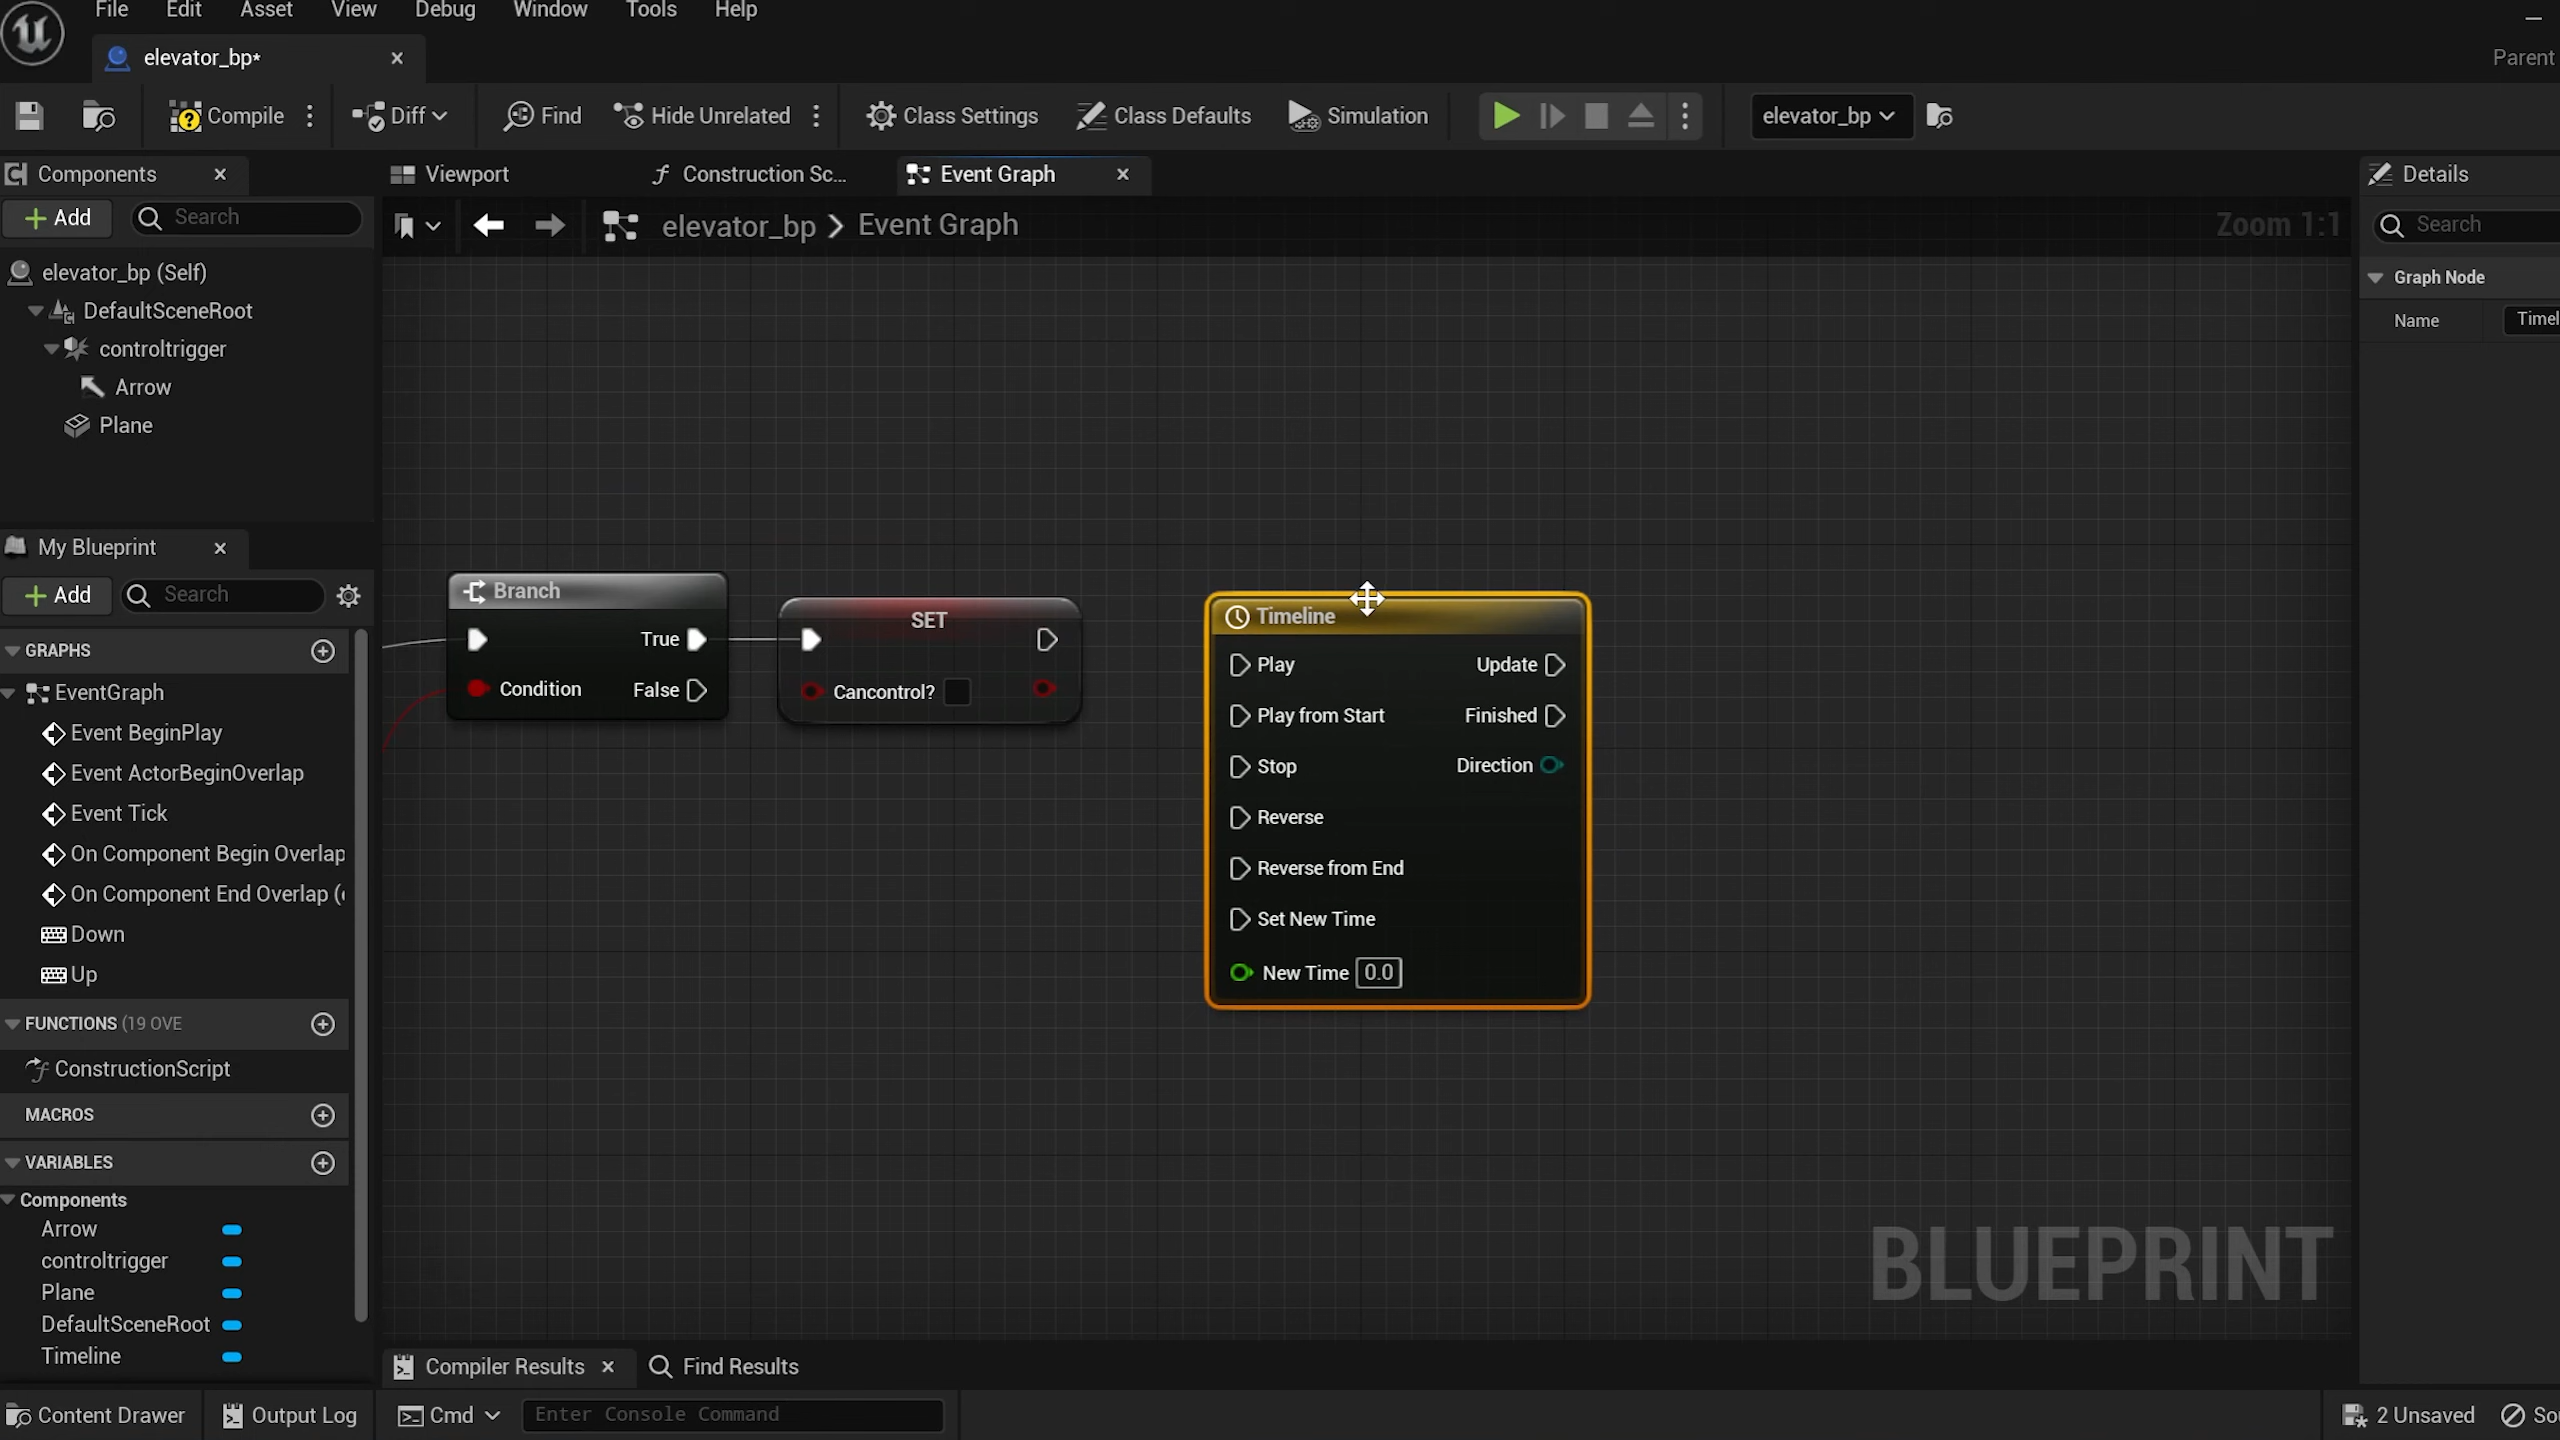 File Edit Asset View Debug Window Tools Help
elevator_bp*
Parent
Compile
Diff
Find
Hide Unrelated
Class Settings
Class Defaults
Simulation
elevator_bp
Components
Viewport
Construction Sc...
Event Graph
Details
Add
Search
elevator_bp > Event Graph
Zoom 1:1
Search
elevator_bp (Self)
DefaultSceneRoot
controltrigger
Arrow
Plane
Graph Node
Name
Timel
My Blueprint
Add
Search
GRAPHS
EventGraph
Event BeginPlay
Event ActorBeginOverlap
Event Tick
On Component Begin Overlap
On Component End Overlap (
Down
Up
FUNCTIONS (19 OVE
ConstructionScript
MACROS
VARIABLES
Components
Arrow
controltrigger
Plane
DefaultSceneRoot
Timeline
Branch
True
Condition
False
SET
Cancontrol?
Timeline
Play
Update
Play from Start
Finished
Stop
Direction
Reverse
Reverse from End
Set New Time
New Time 0.0
BLUEPRINT
Compiler Results
Find Results
Content Drawer
Output Log
Cmd
Enter Console Command
2 Unsaved
So